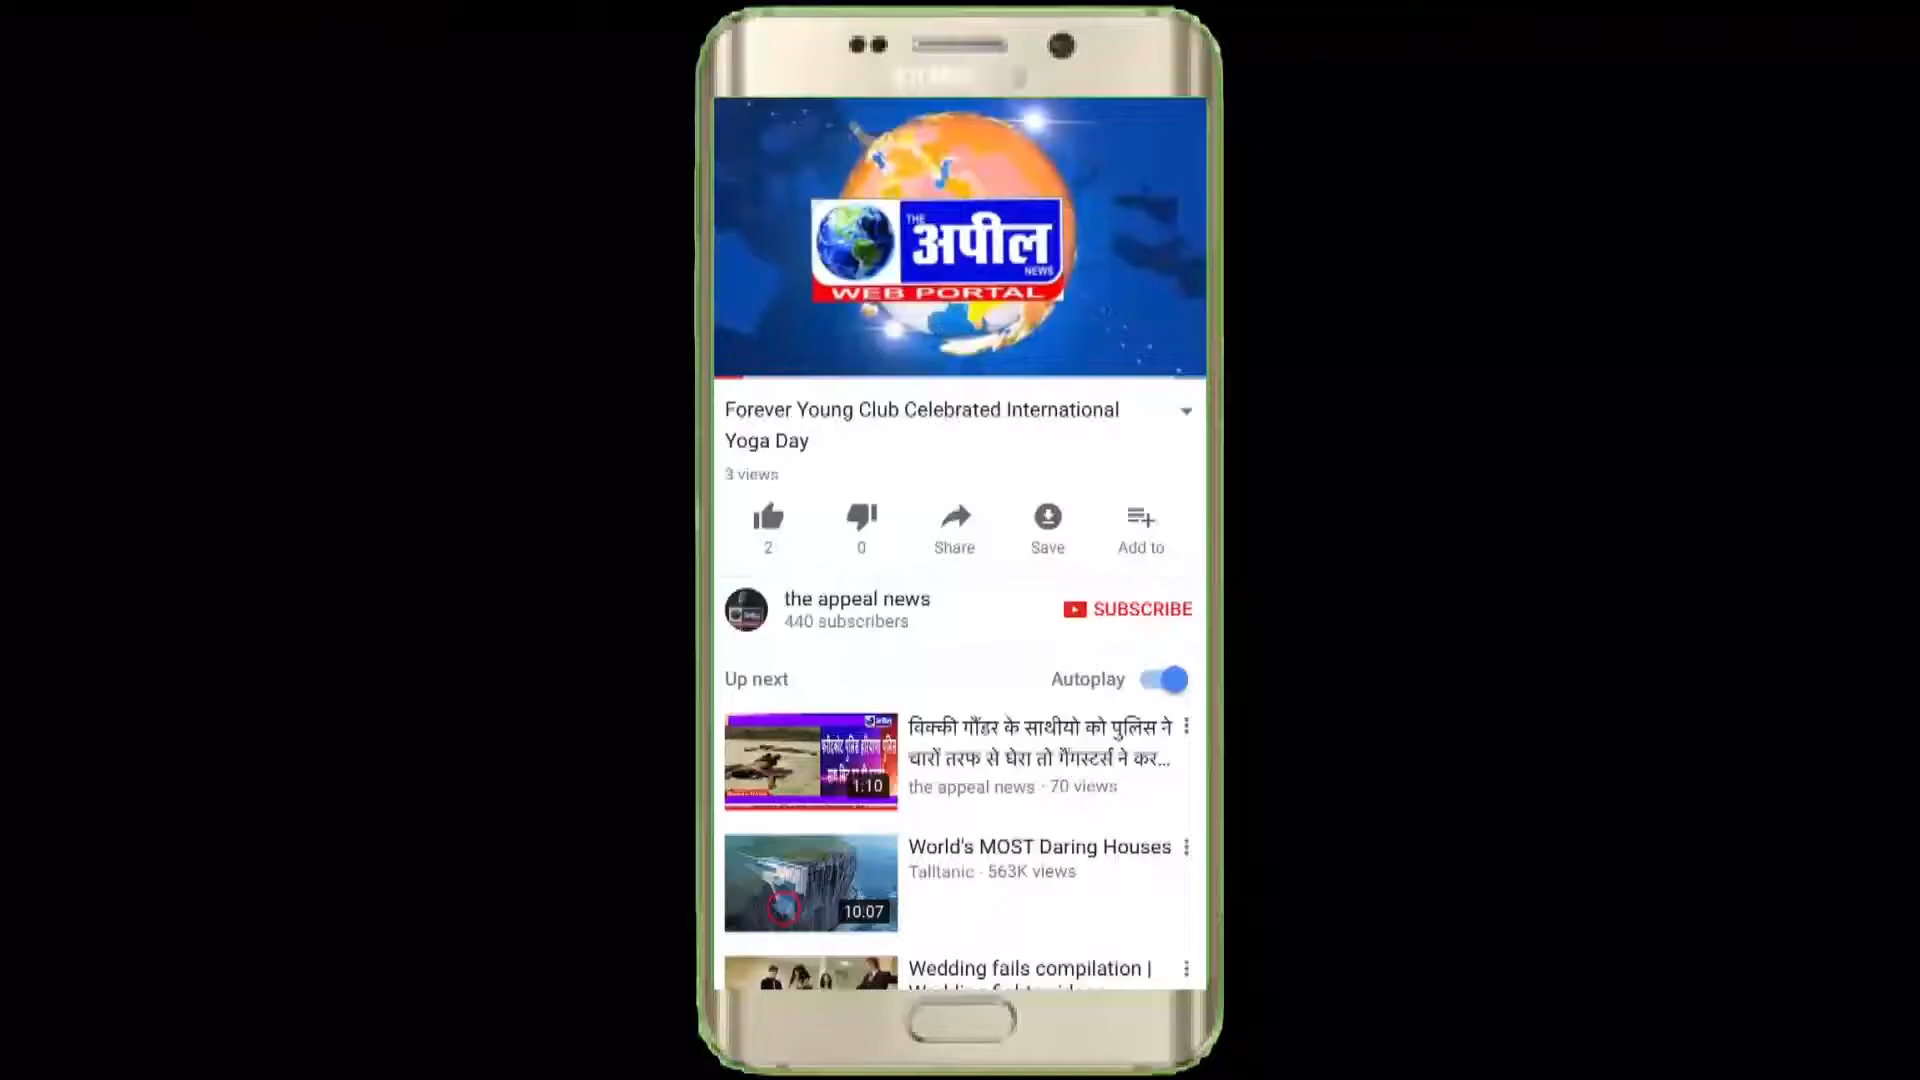 THE
अपील
NEWS
WEB PORTAL
Forever Young Club Celebrated International
Yoga Day
3 views
2
0
Share
Save
Add to
the appeal news
440 subscribers
SUBSCRIBE
Up next
Autoplay
विक्की गौंडर के साथीयो को पुलिस ने
चारों तरफ से घेरा तो गैंगस्टर्स ने कर...
the appeal news · 70 views
1:10
World's MOST Daring Houses
Talltanic · 563K views
10:07
Wedding fails compilation |